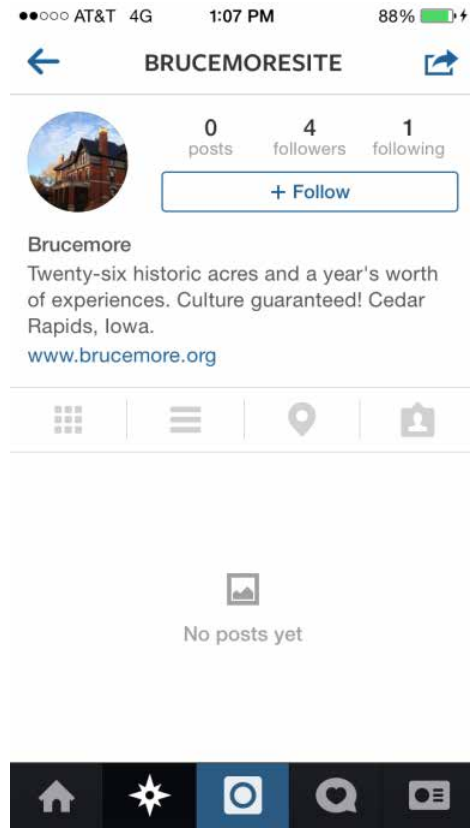 AT&T 4G 1:07 PM 88%
BRUCEMORESITE
0 4 1
posts followers following
+ Follow
Brucemore
Twenty-six historic acres and a year's worth
of experiences. Culture guaranteed! Cedar
Rapids, Iowa.
www.brucemore.org
No posts yet